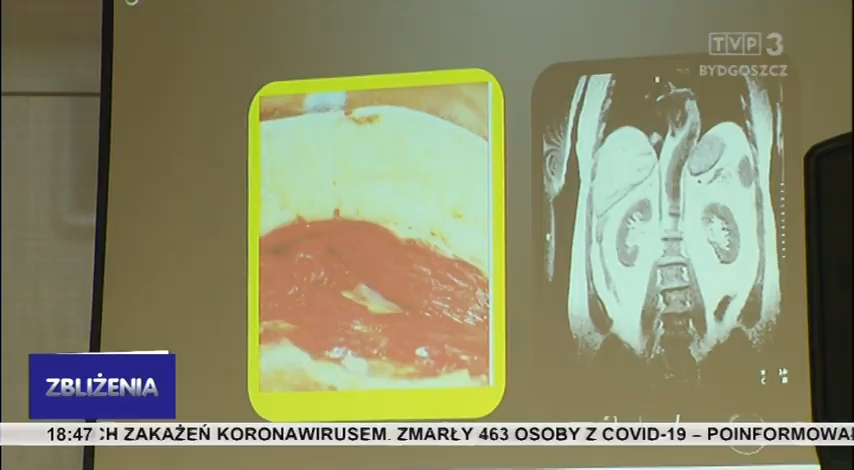 TVP3
BYDGOSZCZ
ZBLIŻENIA
18:47 CH ZAKAŻEŃ KORONAWIRUSEM. ZMARŁY 463 OSOBY Z COVID-19 – POINFORMOWAŁ